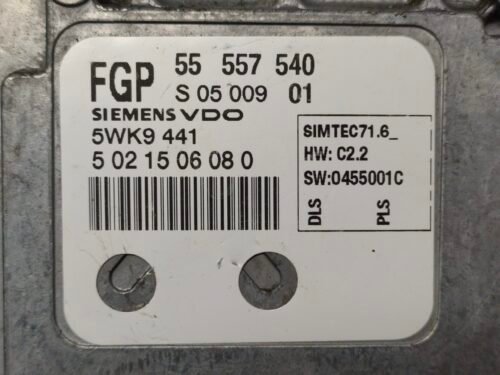 FGP 55 557 540
S 05 009 01
SIEMENS VDO
5WK9 441
5 02 15 06 08 0
SIMTEC71.6_
HW: C2.2
SW:0455001C
DLS
PLS